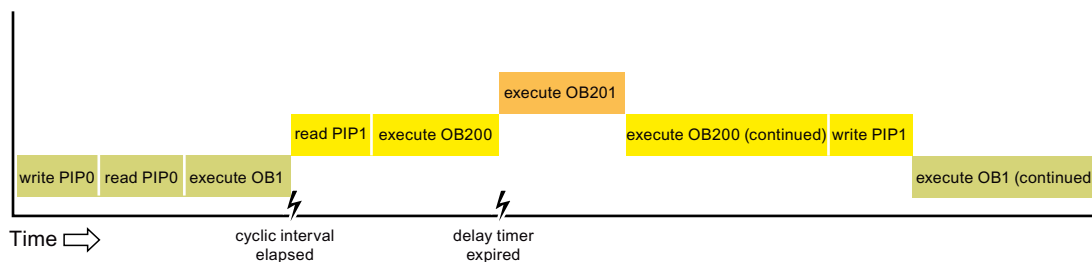 execute OB201
read PIP1
execute OB200
execute OB200 (continued)
write PIP1
write PIP0
read PIP0
execute OB1
execute OB1 (continued
Time
cyclic interval
elapsed
delay timer
expired